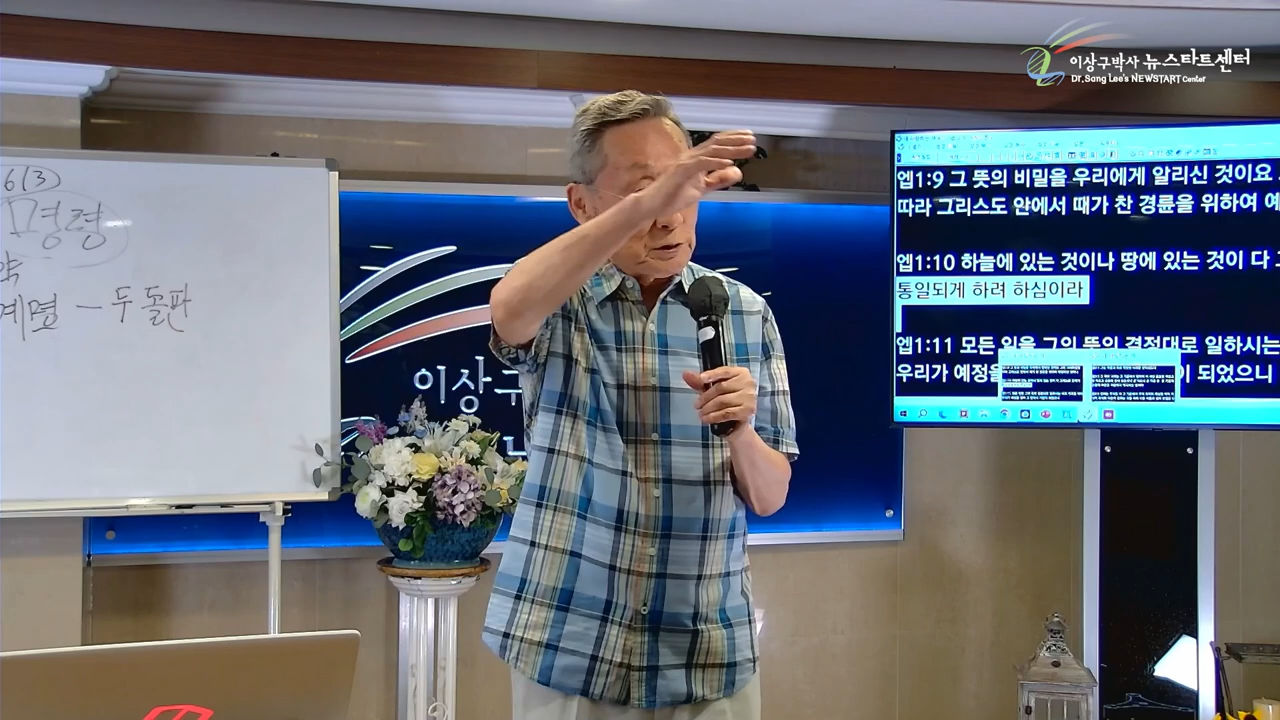 이상구박사 뉴스타트센터
Dr. Sang Lee's NEWSTART Center
6(3)
명령
약
계명 - 두 돌판
이상구
엡1:9 그 뜻의 비밀을 우리에게 알리신 것이요
따라 그리스도 안에서 때가 찬 경륜을 위하여 예
엡1:10 하늘에 있는 것이나 땅에 있는 것이 다
통일되게 하려 하심이라
엡1:11 모든 일을 그의 뜻의 결정대로 일하시는
우리가 예정을 이 되었으니